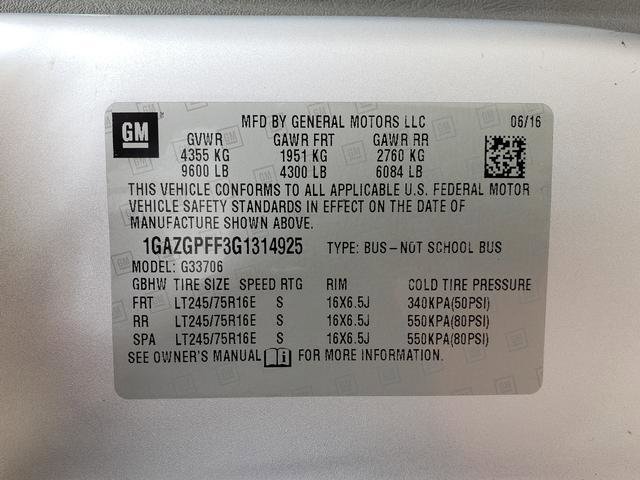 GM
MFD BY GENERAL MOTORS LLC 06/16
GVWR GAWR FRT GAWR RR
4355 KG 1951 KG 2760 KG
9600 LB 4300 LB 6084 LB
THIS VEHICLE CONFORMS TO ALL APPLICABLE U.S. FEDERAL MOTOR
VEHICLE SAFETY STANDARDS IN EFFECT ON THE DATE OF
MANUFACTURE SHOWN ABOVE.
1GAZGPFF3G1314925 TYPE: BUS-NOT SCHOOL BUS
MODEL: G33706
GBHW TIRE SIZE SPEED RTG RIM COLD TIRE PRESSURE
FRT LT245/75R16E S 16X6.5J 340KPA(50PSI)
RR LT245/75R16E S 16X6.5J 550KPA(80PSI)
SPA LT245/75R16E S 16X6.5J 550KPA(80PSI)
SEE OWNER'S MANUAL FOR MORE INFORMATION.